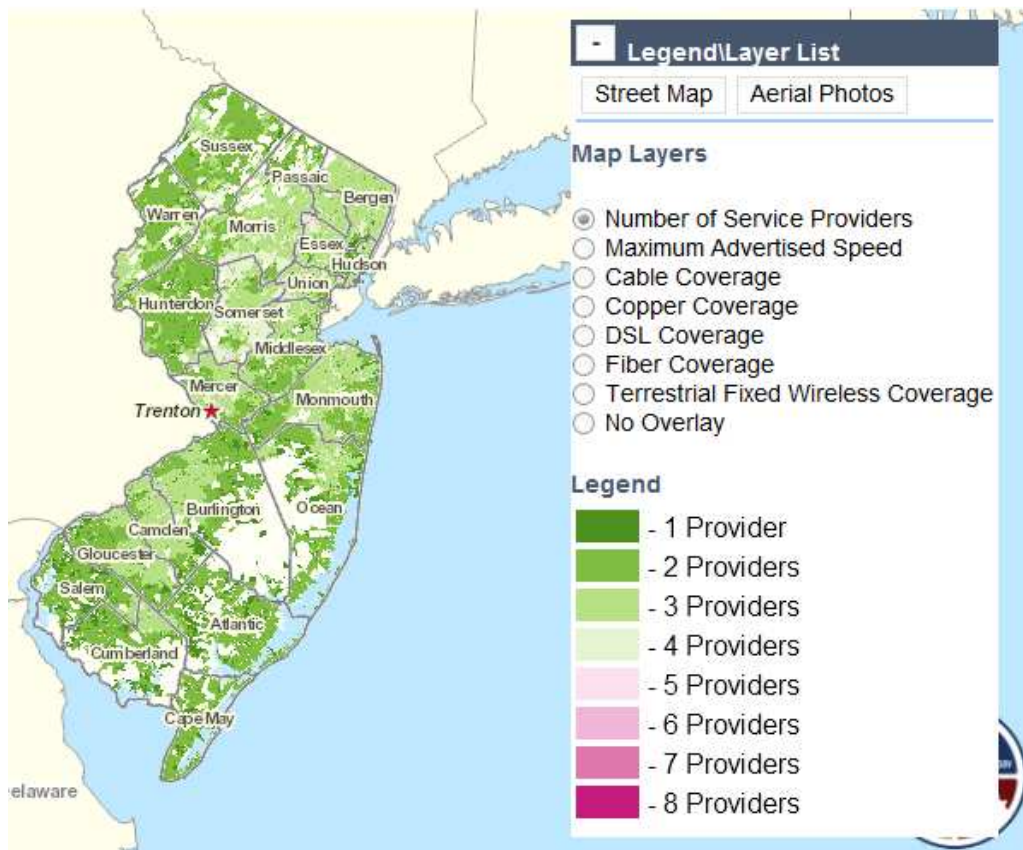 - Legend\Layer List
Street Map Aerial Photos
Map Layers
Number of Service Providers
Maximum Advertised Speed
Cable Coverage
Copper Coverage
DSL Coverage
Fiber Coverage
Terrestrial Fixed Wireless Coverage
No Overlay
Legend
- 1 Provider
- 2 Providers
- 3 Providers
- 4 Providers
- 5 Providers
- 6 Providers
- 7 Providers
- 8 Providers
Sussex
Passaic
Bergen
Warren
Morris
Essex
Hudson
Union
Hunterdon
Somerset
Middlesex
Mercer
Monmouth
Trenton
Ocean
Burlington
Camden
Gloucester
Salem
Atlantic
Cumberland
Cape May
elaware